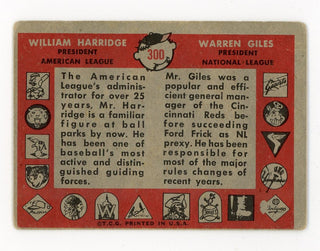 WILLIAM HARRIDGE
PRESIDENT
AMERICAN LEAGUE
300
WARREN GILES
PRESIDENT
NATIONAL LEAGUE
The American
League's adminis-
trator for over 25
years, Mr. Har-
ridge is a familiar
figure at ball
parks by now. He
has been one of
baseball's most
active and distin-
guished guiding
forces.
Mr. Giles was a
popular and effi-
cient general mana-
ger of the Cincin-
nati Reds before
succeeding
Ford Frick as NL
prexy. He has been
responsible for
most of the major
rules changes of
recent years.
©T.C.G. PRINTED IN U.S.A.